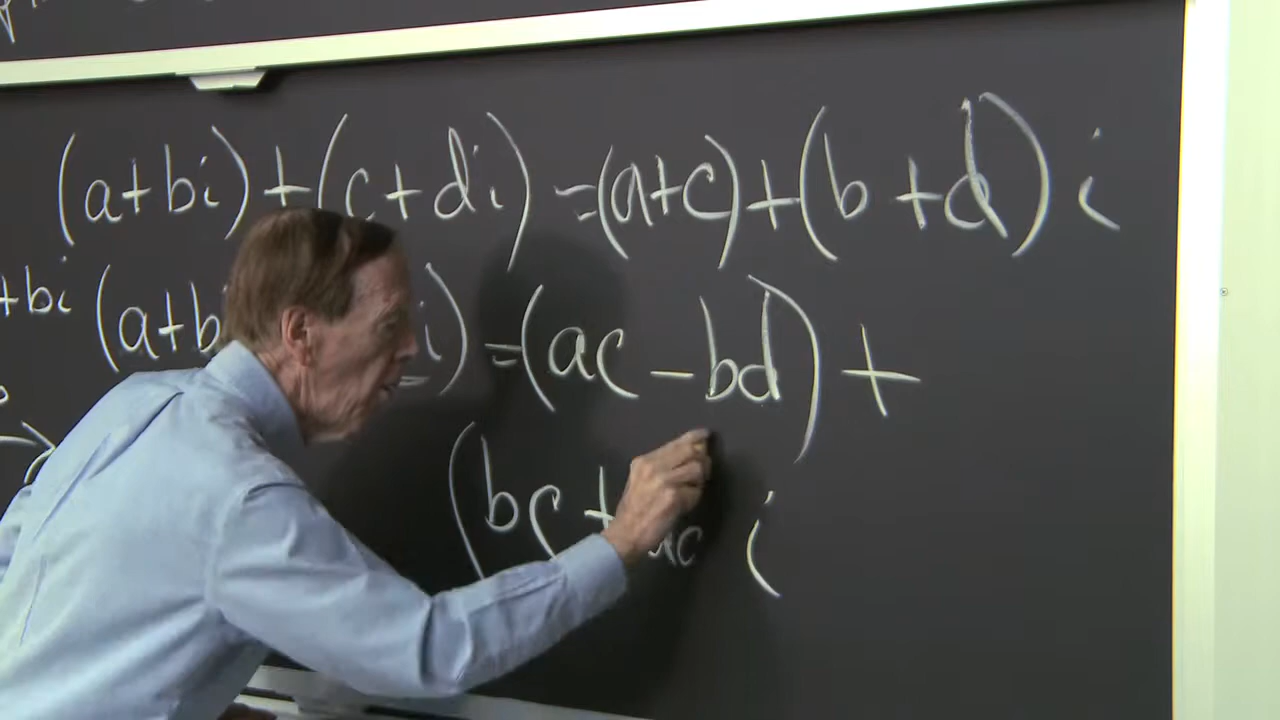 (a+bi)+(c+di) =(a+c)+(b+d)i
+bi (a+b i) =(ac-bd)+
(bc+ ac i